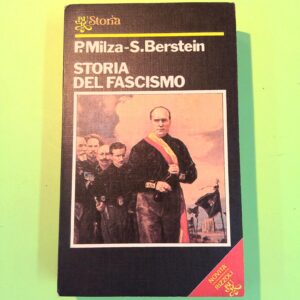 Storia
P.Milza-S.Berstein
STORIA
DEL FASCISMO
NOVITÀ
RIZZOLI